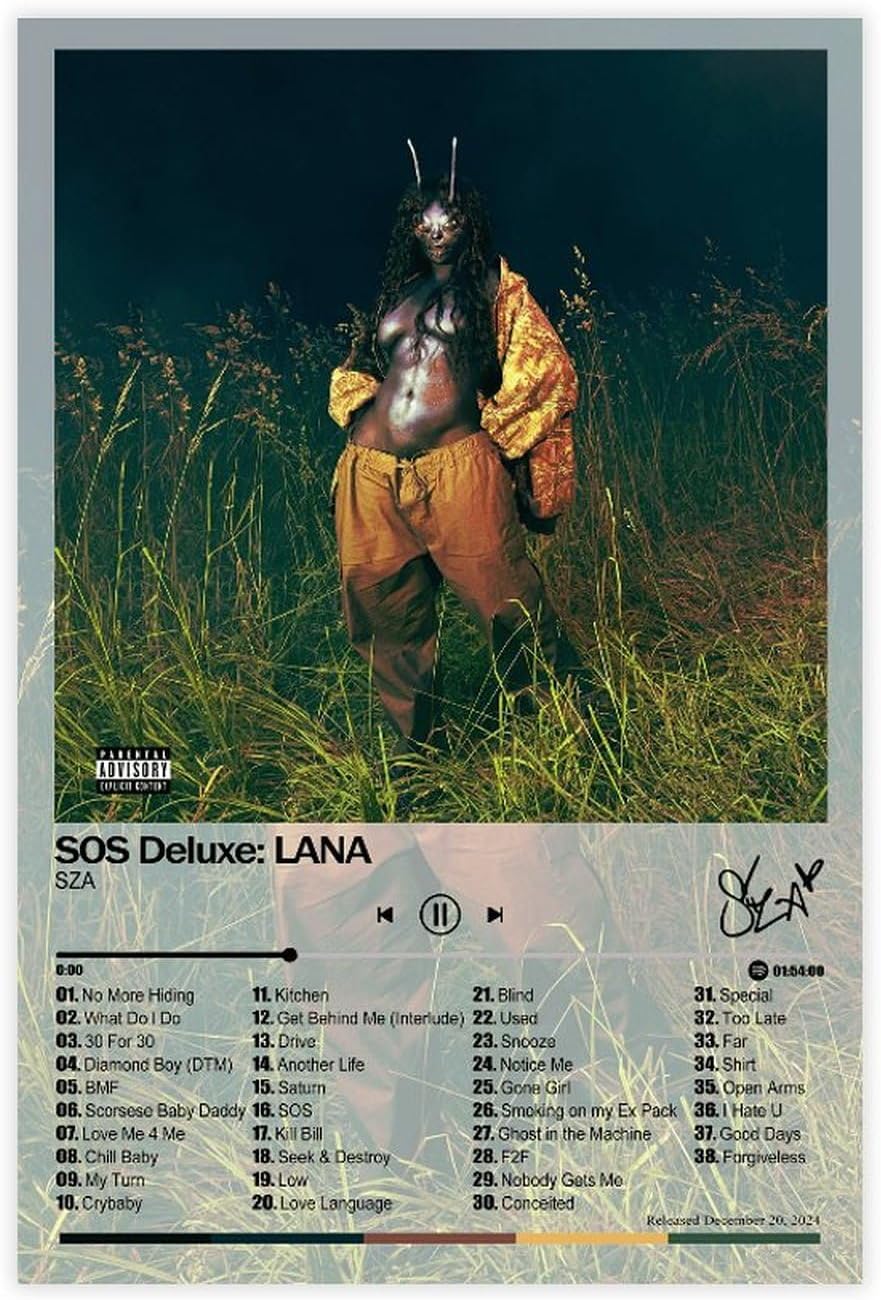 PARENTAL
ADVISORY
EXPLICIT CONTENT
SOS Deluxe: LANA
SZA
SZA
0:00
01:54:00
01. No More Hiding
02. What Do I Do
03. 30 For 30
04. Diamond Boy (DTM)
05. BMF
06. Scorsese Baby Daddy
07. Love Me 4 Me
08. Chill Baby
09. My Turn
10. Crybaby
11. Kitchen
12. Get Behind Me (Interlude)
13. Drive
14. Another Life
15. Saturn
16. SOS
17. Kill Bill
18. Seek & Destroy
19. Low
20. Love Language
21. Blind
22. Used
23. Snooze
24. Notice Me
25. Gone Girl
26. Smoking on my Ex Pack
27. Ghost in the Machine
28. F2F
29. Nobody Gets Me
30. Conceited
31. Special
32. Too Late
33. Far
34. Shirt
35. Open Arms
36. I Hate U
37. Good Days
38. Forgiveless
Released December 20, 2024